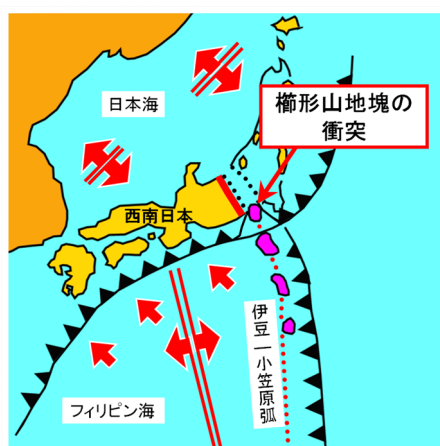 日本海
櫛形山地塊の
衝突
西南日本
伊豆ー小笠原弧
フィリピン海